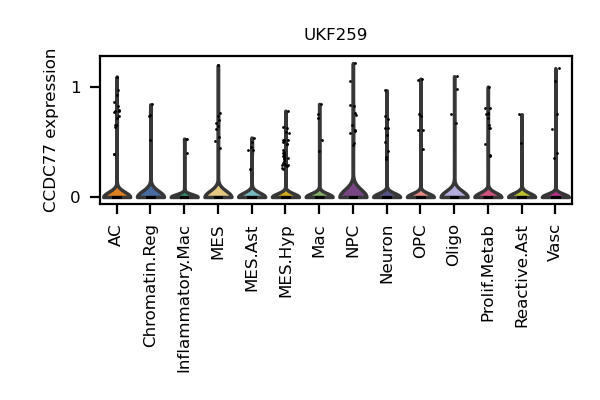 UKF259
CCDC77 expression
1
0
AC
Chromatin.Reg
Inflammatory.Mac
MES
MES.Ast
MES.Hyp
Mac
NPC
Neuron
OPC
Oligo
Prolif.Metab
Reactive.Ast
Vasc